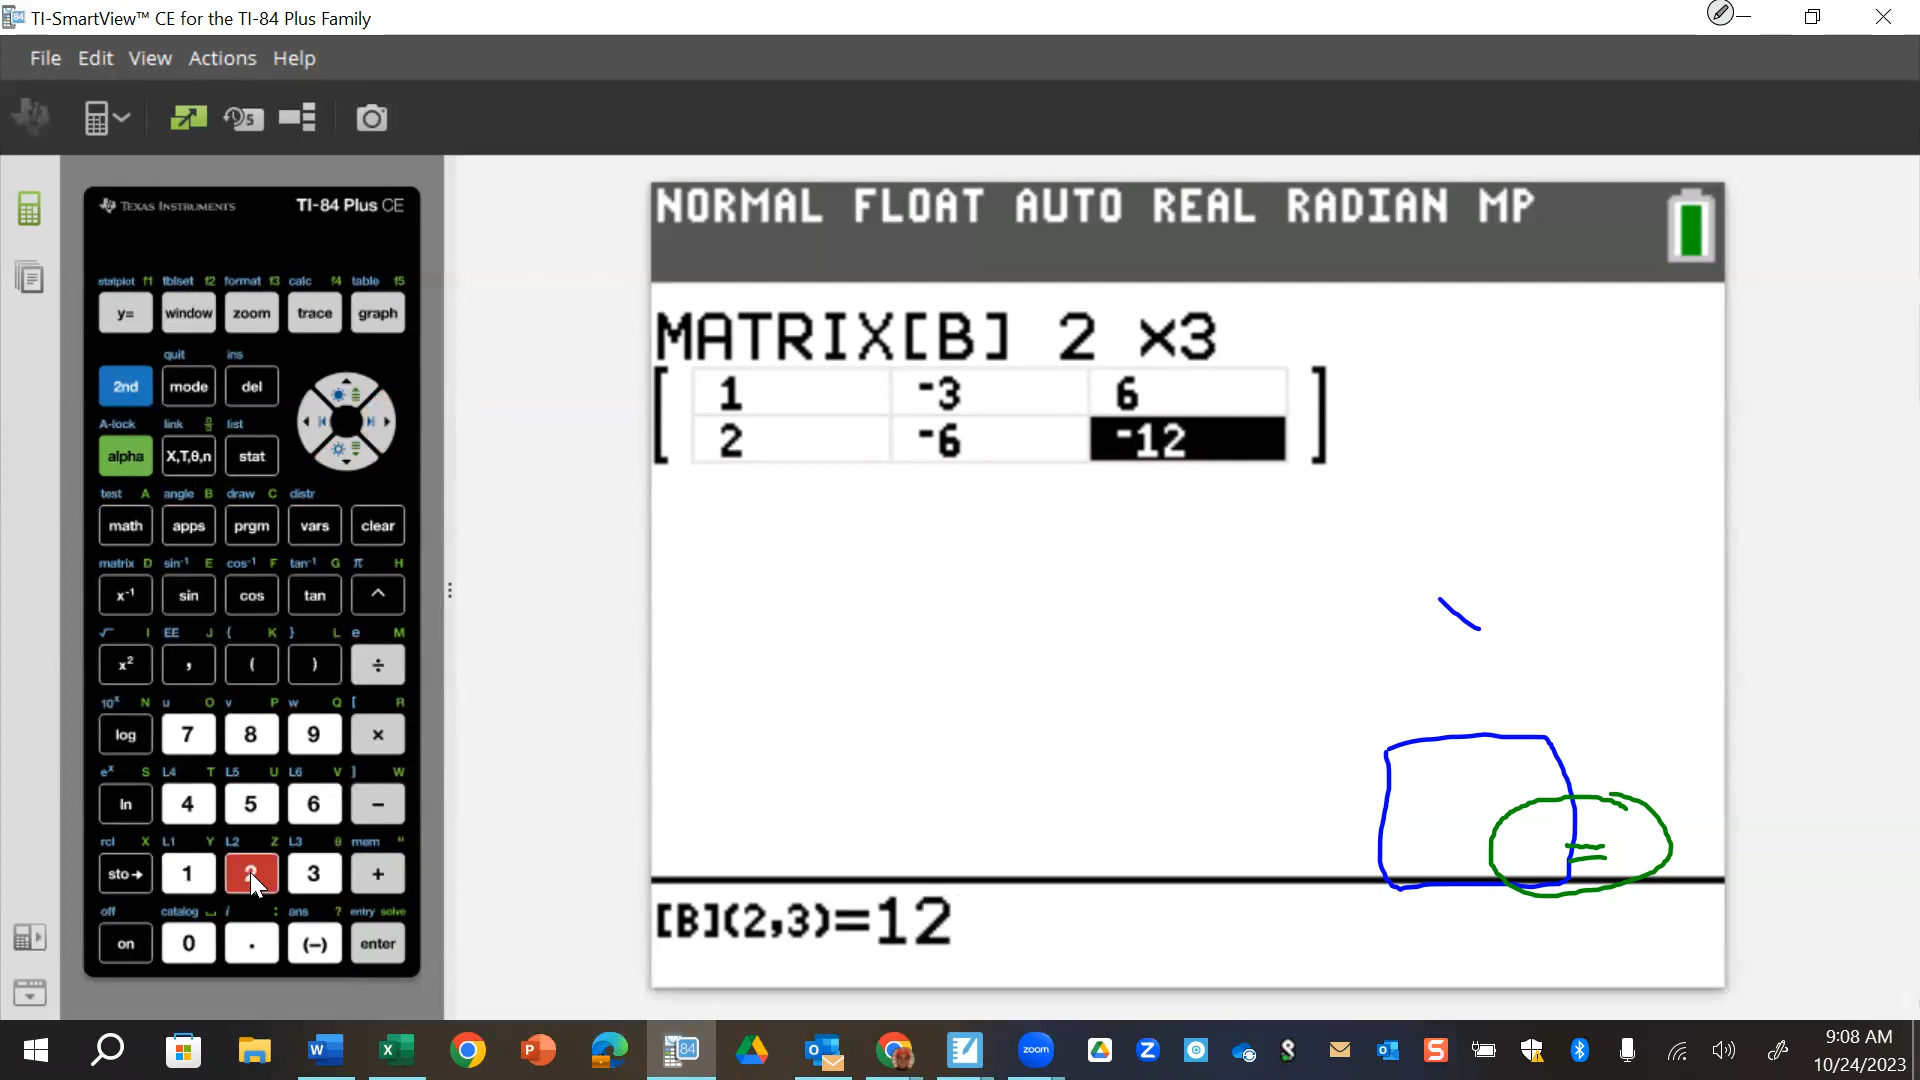 TI-SmartView™ CE for the TI-84 Plus Family
File Edit View Actions Help
TEXAS INSTRUMENTS TI-84 Plus CE
statplot f1 tblset f2 format f3 calc f4 table f5
y= window zoom trace graph
quit ins
2nd mode del
A-lock link list
alpha X,T,θ,n stat
test A angle B draw C distr
math apps prgm vars clear
matrix D sin⁻¹ E cos⁻¹ F tan⁻¹ G π H
x⁻¹ sin cos tan ^
√ I EE J { K } L e M
x² , ( ) ÷
10ˣ N u O v P w Q [ R
log 7 8 9 ×
eˣ S L4 T L5 U L6 V ] W
ln 4 5 6 −
rcl X L1 Y L2 Z L3 θ mem "
sto→ 1 2 3 +
off catalog i : ans ? entry solve
on 0 . (−) enter
NORMAL FLOAT AUTO REAL RADIAN MP
MATRIX[B] 2 ×3
[ 1 -3 6 ]
[ 2 -6 -12 ]
=
[B](2,3)=12
84
zoom
9:08 AM
10/24/2023